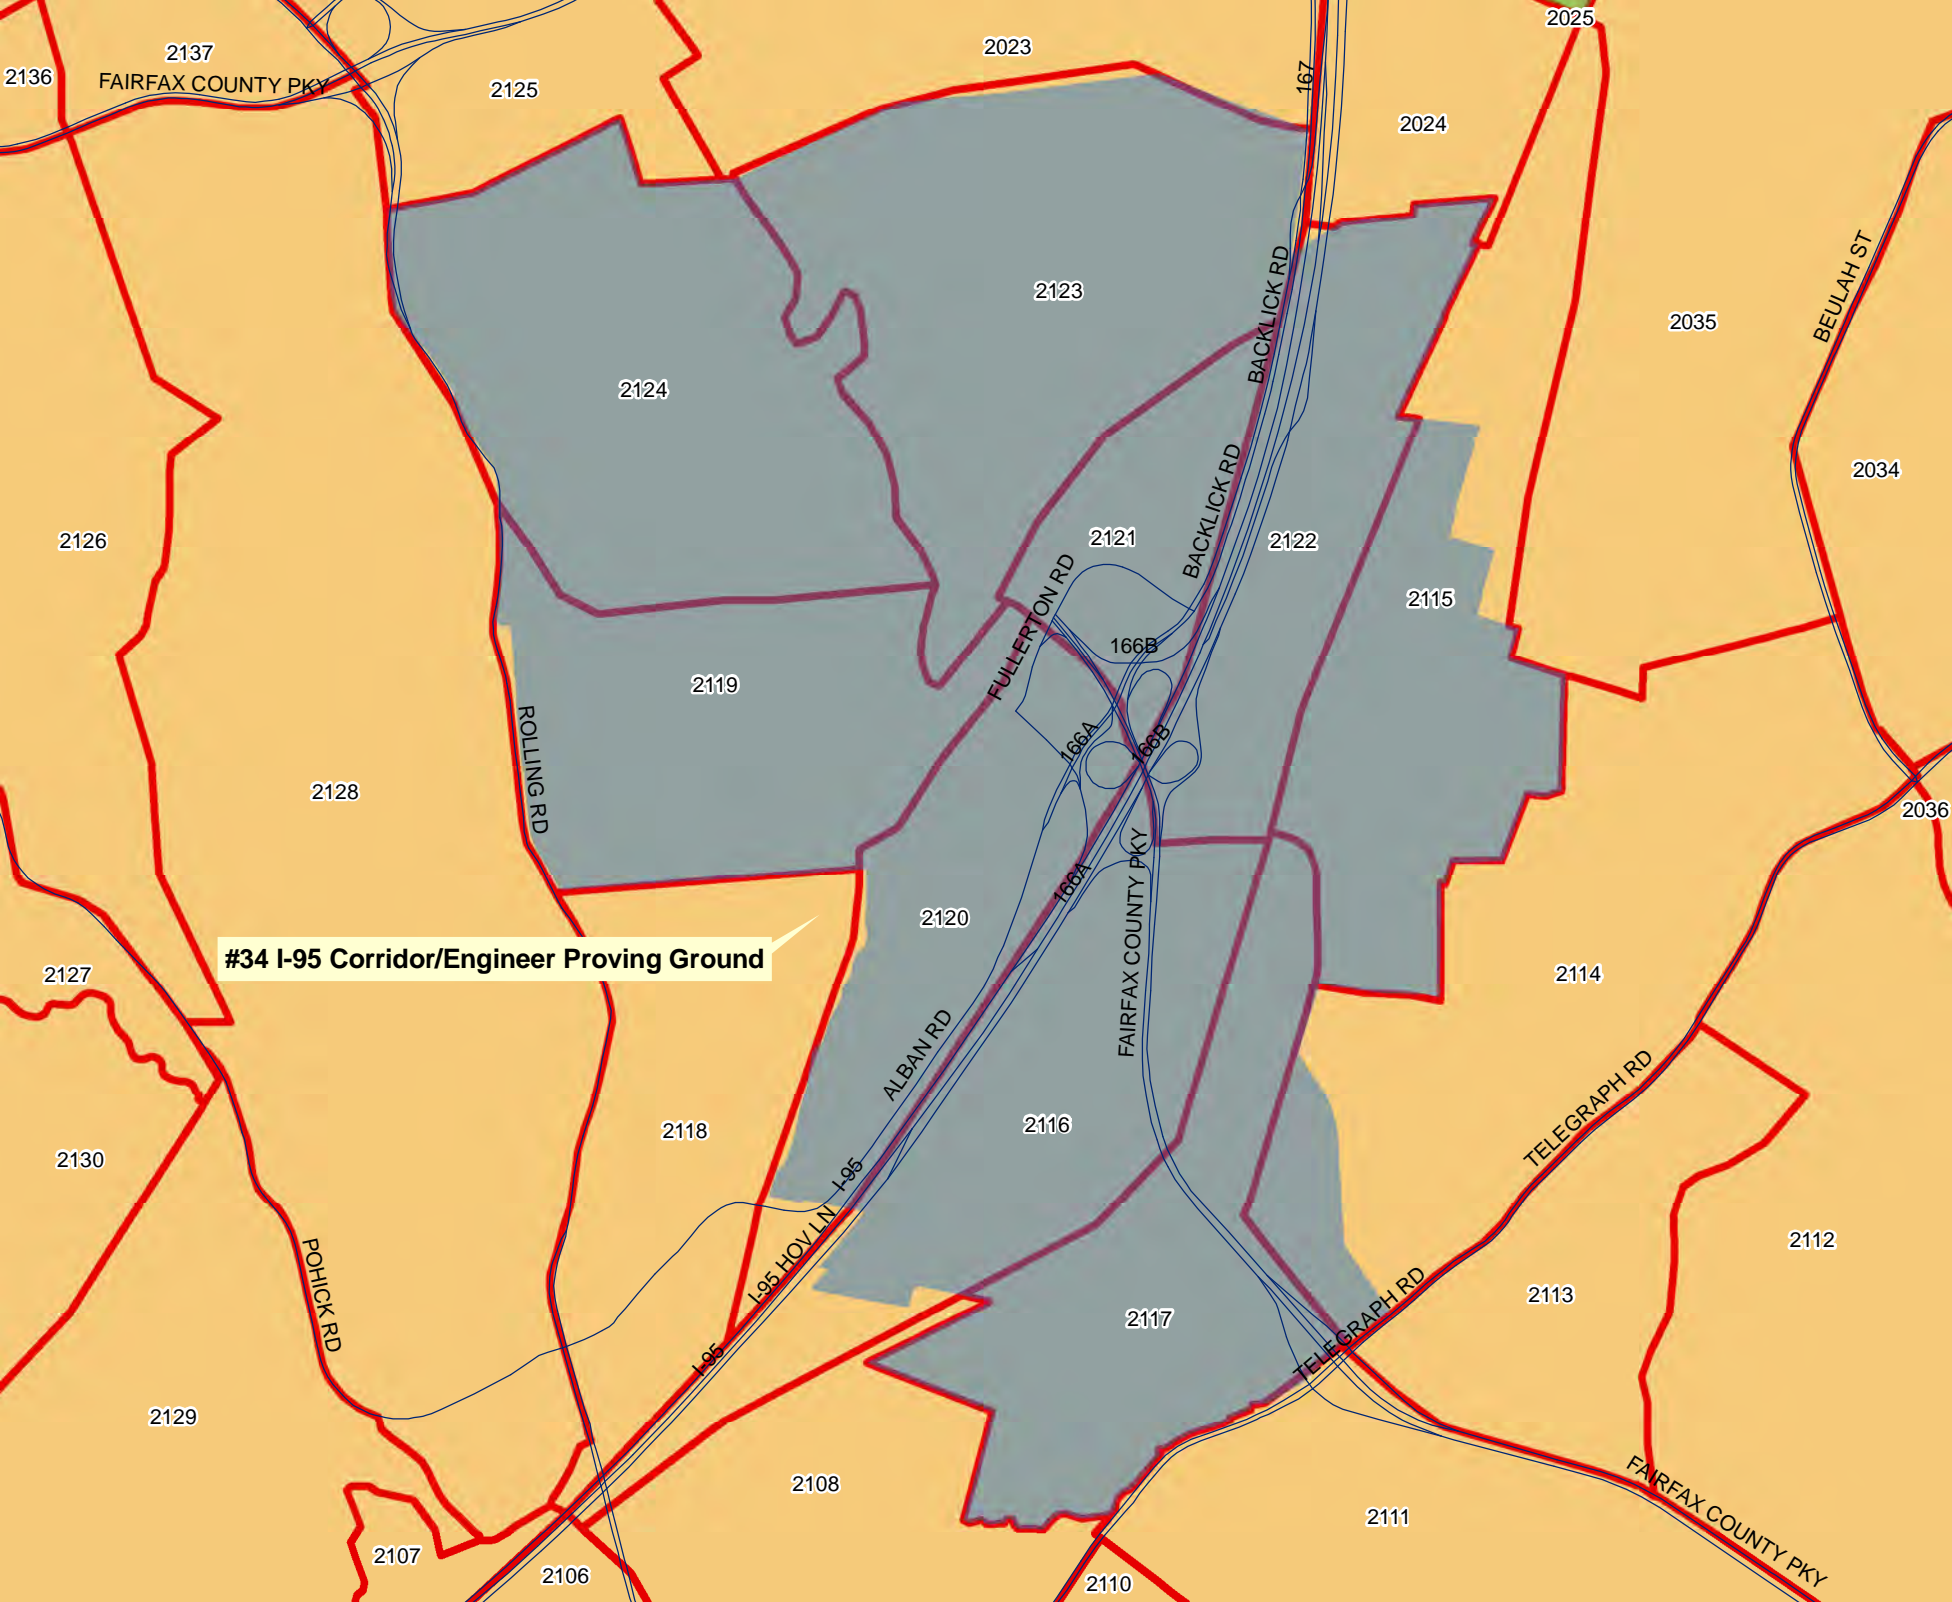 2025
2023
2137
2136
FAIRFAX COUNTY PKY
167
2125
2024
BEULAH ST
2123
BACKLICK RD
2035
2124
2034
BACKLICK RD
2126
2121
2122
FULLERTON RD
2115
166B
2119
166A
166B
ROLLING RD
2128
2036
FAIRFAX COUNTY PKY
166A
2120
#34 I-95 Corridor/Engineer Proving Ground
2127
2114
ALBAN RD
TELEGRAPH RD
2116
2118
2130
I-95
2112
I-95 HOV LN
POHICK RD
2113
2117
TELEGRAPH RD
I-95
2129
2108
2111
FAIRFAX COUNTY PKY
2107
2106
2110